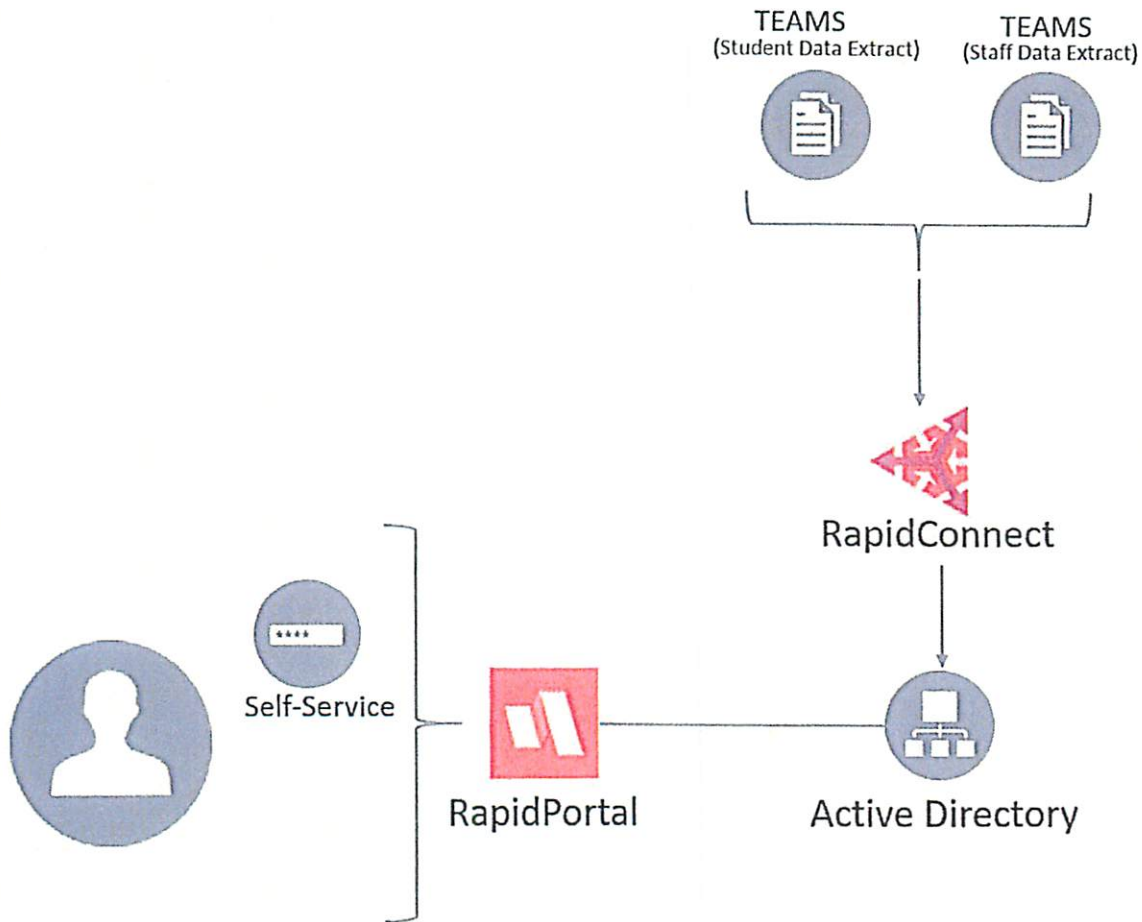 TEAMS
(Student Data Extract)
TEAMS
(Staff Data Extract)
RapidConnect
****
Self-Service
RapidPortal
Active Directory